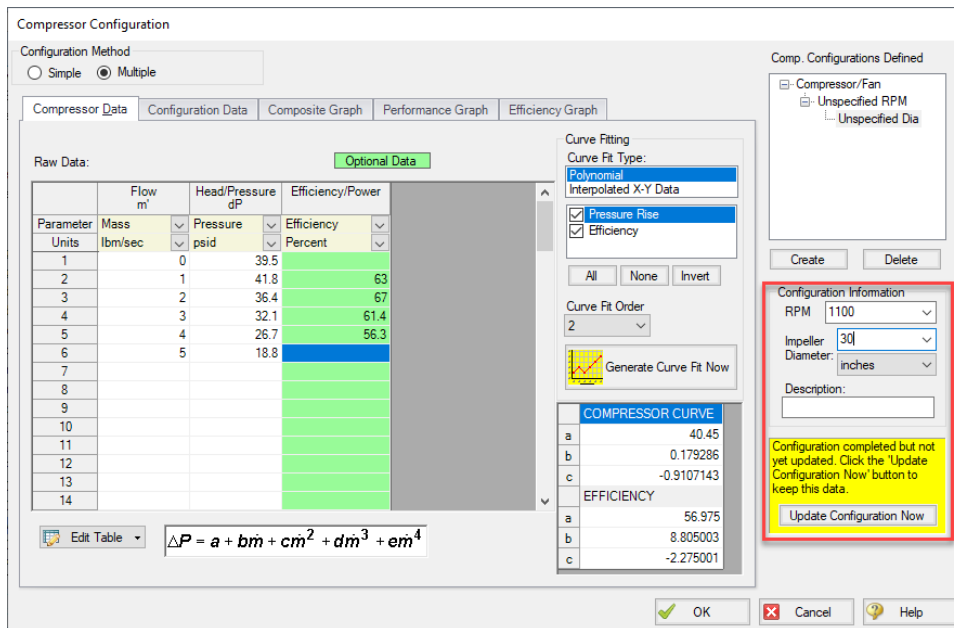 Compressor Configuration
Configuration Method
Simple Multiple
Compressor Data Configuration Data Composite Graph Performance Graph Efficiency Graph
Raw Data: Optional Data
Flow Head/Pressure Efficiency/Power
m' dP
Parameter Mass Pressure Efficiency
Units lbm/sec psid Percent
1 0 39.5
2 1 41.8 63
3 2 36.4 67
4 3 32.1 61.4
5 4 26.7 56.3
6 5 18.8
7
8
9
10
11
12
13
14
Edit Table
ΔP = a + bṁ + cṁ² + dṁ³ + eṁ⁴
Curve Fitting
Curve Fit Type:
Polynomial
Interpolated X-Y Data
Pressure Rise
Efficiency
All None Invert
Curve Fit Order
2
Generate Curve Fit Now
COMPRESSOR CURVE
a 40.45
b 0.179286
c -0.9107143
EFFICIENCY
a 56.975
b 8.805003
c -2.275001
Comp. Configurations Defined
Compressor/Fan
Unspecified RPM
Unspecified Dia
Create Delete
Configuration Information
RPM 1100
Impeller 30
Diameter: inches
Description:
Configuration completed but not
yet updated. Click the 'Update
Configuration Now' button to
keep this data.
Update Configuration Now
OK Cancel Help